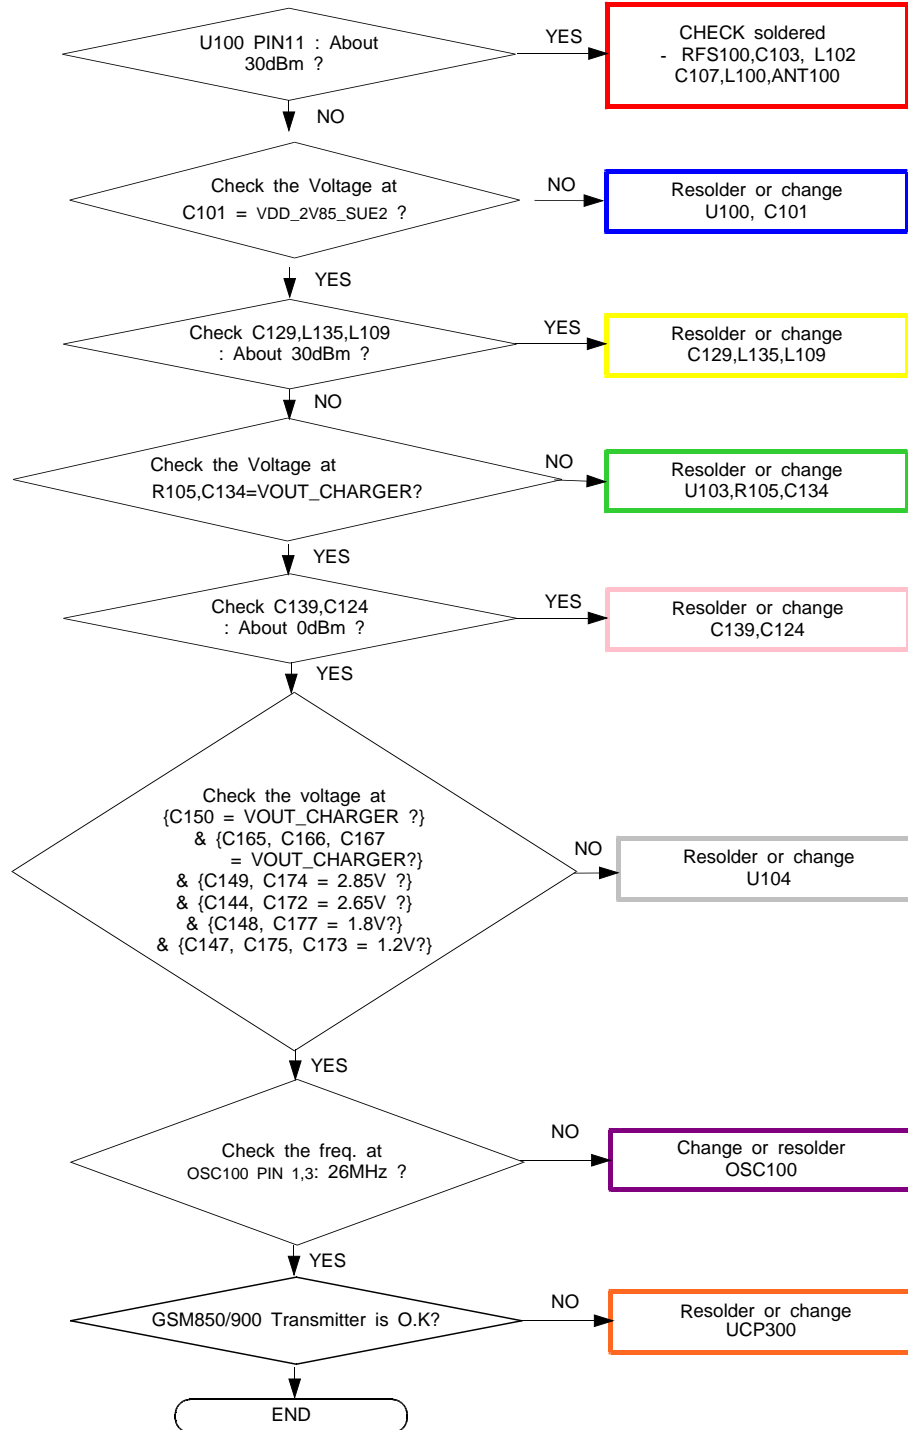 U100 PIN11 : About
30dBm ?
YES
CHECK soldered
- RFS100,C103, L102
C107,L100,ANT100
NO
Check the Voltage at
C101 = VDD_2V85_SUE2 ?
NO
Resolder or change
U100, C101
YES
Check C129,L135,L109
: About 30dBm ?
YES
Resolder or change
C129,L135,L109
NO
Check the Voltage at
R105,C134=VOUT_CHARGER?
NO
Resolder or change
U103,R105,C134
YES
Check C139,C124
: About 0dBm ?
YES
Resolder or change
C139,C124
YES
Check the voltage at
{C150 = VOUT_CHARGER ?}
& {C165, C166, C167
= VOUT_CHARGER?}
& {C149, C174 = 2.85V ?}
& {C144, C172 = 2.65V ?}
& {C148, C177 = 1.8V?}
& {C147, C175, C173 = 1.2V?}
NO
Resolder or change
U104
YES
Check the freq. at
OSC100 PIN 1,3: 26MHz ?
NO
Change or resolder
OSC100
YES
GSM850/900 Transmitter is O.K?
NO
Resolder or change
UCP300
END